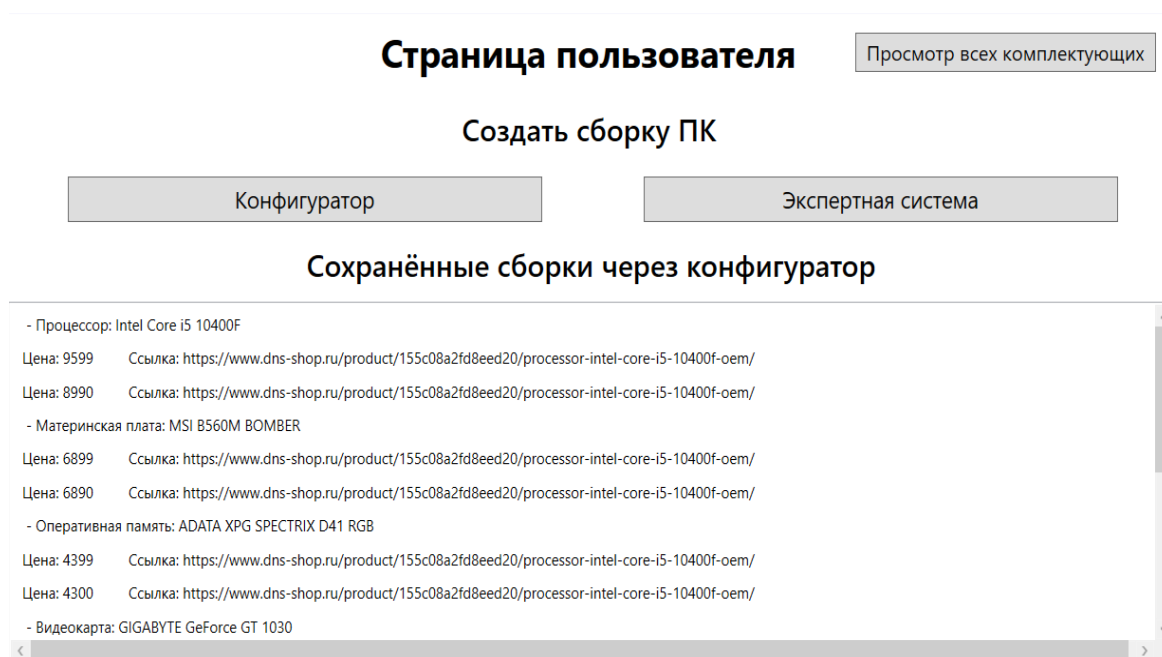 Страница пользователя
Просмотр всех комплектующих
Создать сборку ПК
Конфигуратор
Экспертная система
Сохранённые сборки через конфигуратор
- Процессор: Intel Core i5 10400F
Цена: 9599 Ссылка: https://www.dns-shop.ru/product/155c08a2fd8eed20/processor-intel-core-i5-10400f-oem/
Цена: 8990 Ссылка: https://www.dns-shop.ru/product/155c08a2fd8eed20/processor-intel-core-i5-10400f-oem/
- Материнская плата: MSI B560M BOMBER
Цена: 6899 Ссылка: https://www.dns-shop.ru/product/155c08a2fd8eed20/processor-intel-core-i5-10400f-oem/
Цена: 6890 Ссылка: https://www.dns-shop.ru/product/155c08a2fd8eed20/processor-intel-core-i5-10400f-oem/
- Оперативная память: ADATA XPG SPECTRIX D41 RGB
Цена: 4399 Ссылка: https://www.dns-shop.ru/product/155c08a2fd8eed20/processor-intel-core-i5-10400f-oem/
Цена: 4300 Ссылка: https://www.dns-shop.ru/product/155c08a2fd8eed20/processor-intel-core-i5-10400f-oem/
- Видеокарта: GIGABYTE GeForce GT 1030